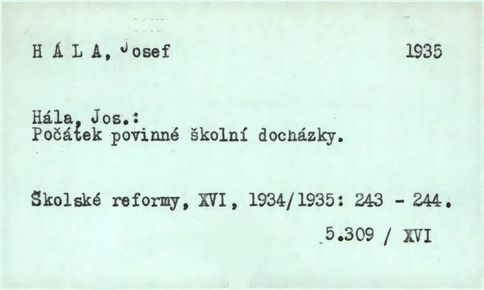 H Á L A, Josef 1935
Hála, Jos.:
Počátek povinné školní docházky.
Školské reformy, XVI, 1934/1935: 243 - 244.
5.309 / XVI